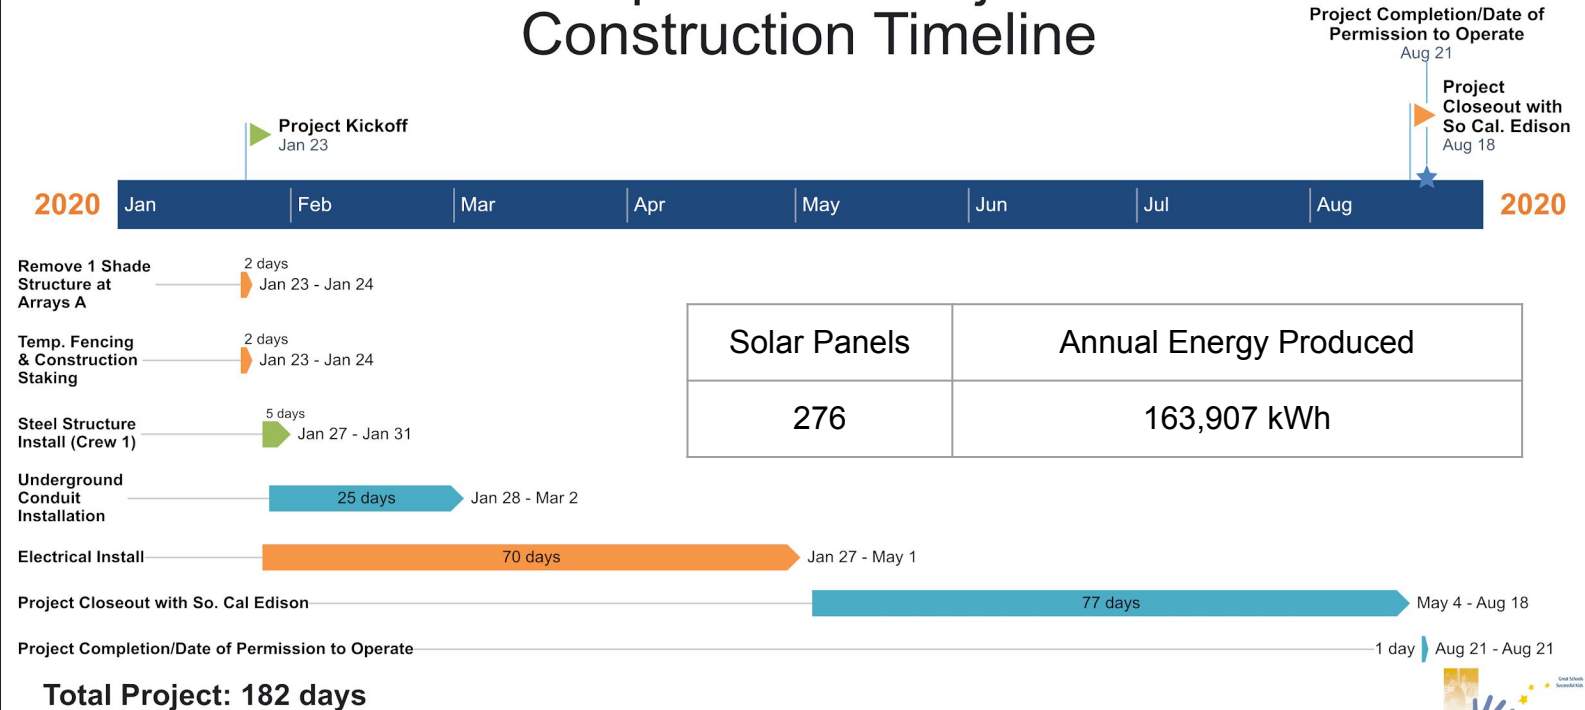 Construction Timeline
Project Completion/Date of
Permission to Operate
Aug 21
Project
Closeout with
So Cal. Edison
Aug 18
Project Kickoff
Jan 23
2020 Jan Feb Mar Apr May Jun Jul Aug 2020
Remove 1 Shade
Structure at
Arrays A
2 days
Jan 23 - Jan 24
Temp. Fencing
& Construction
Staking
2 days
Jan 23 - Jan 24
Solar Panels Annual Energy Produced
276 163,907 kWh
Steel Structure
Install (Crew 1)
5 days
Jan 27 - Jan 31
Underground
Conduit
Installation
25 days Jan 28 - Mar 2
Electrical Install 70 days Jan 27 - May 1
Project Closeout with So. Cal Edison 77 days May 4 - Aug 18
Project Completion/Date of Permission to Operate 1 day Aug 21 - Aug 21
Total Project: 182 days
Great Schools
Successful Kids